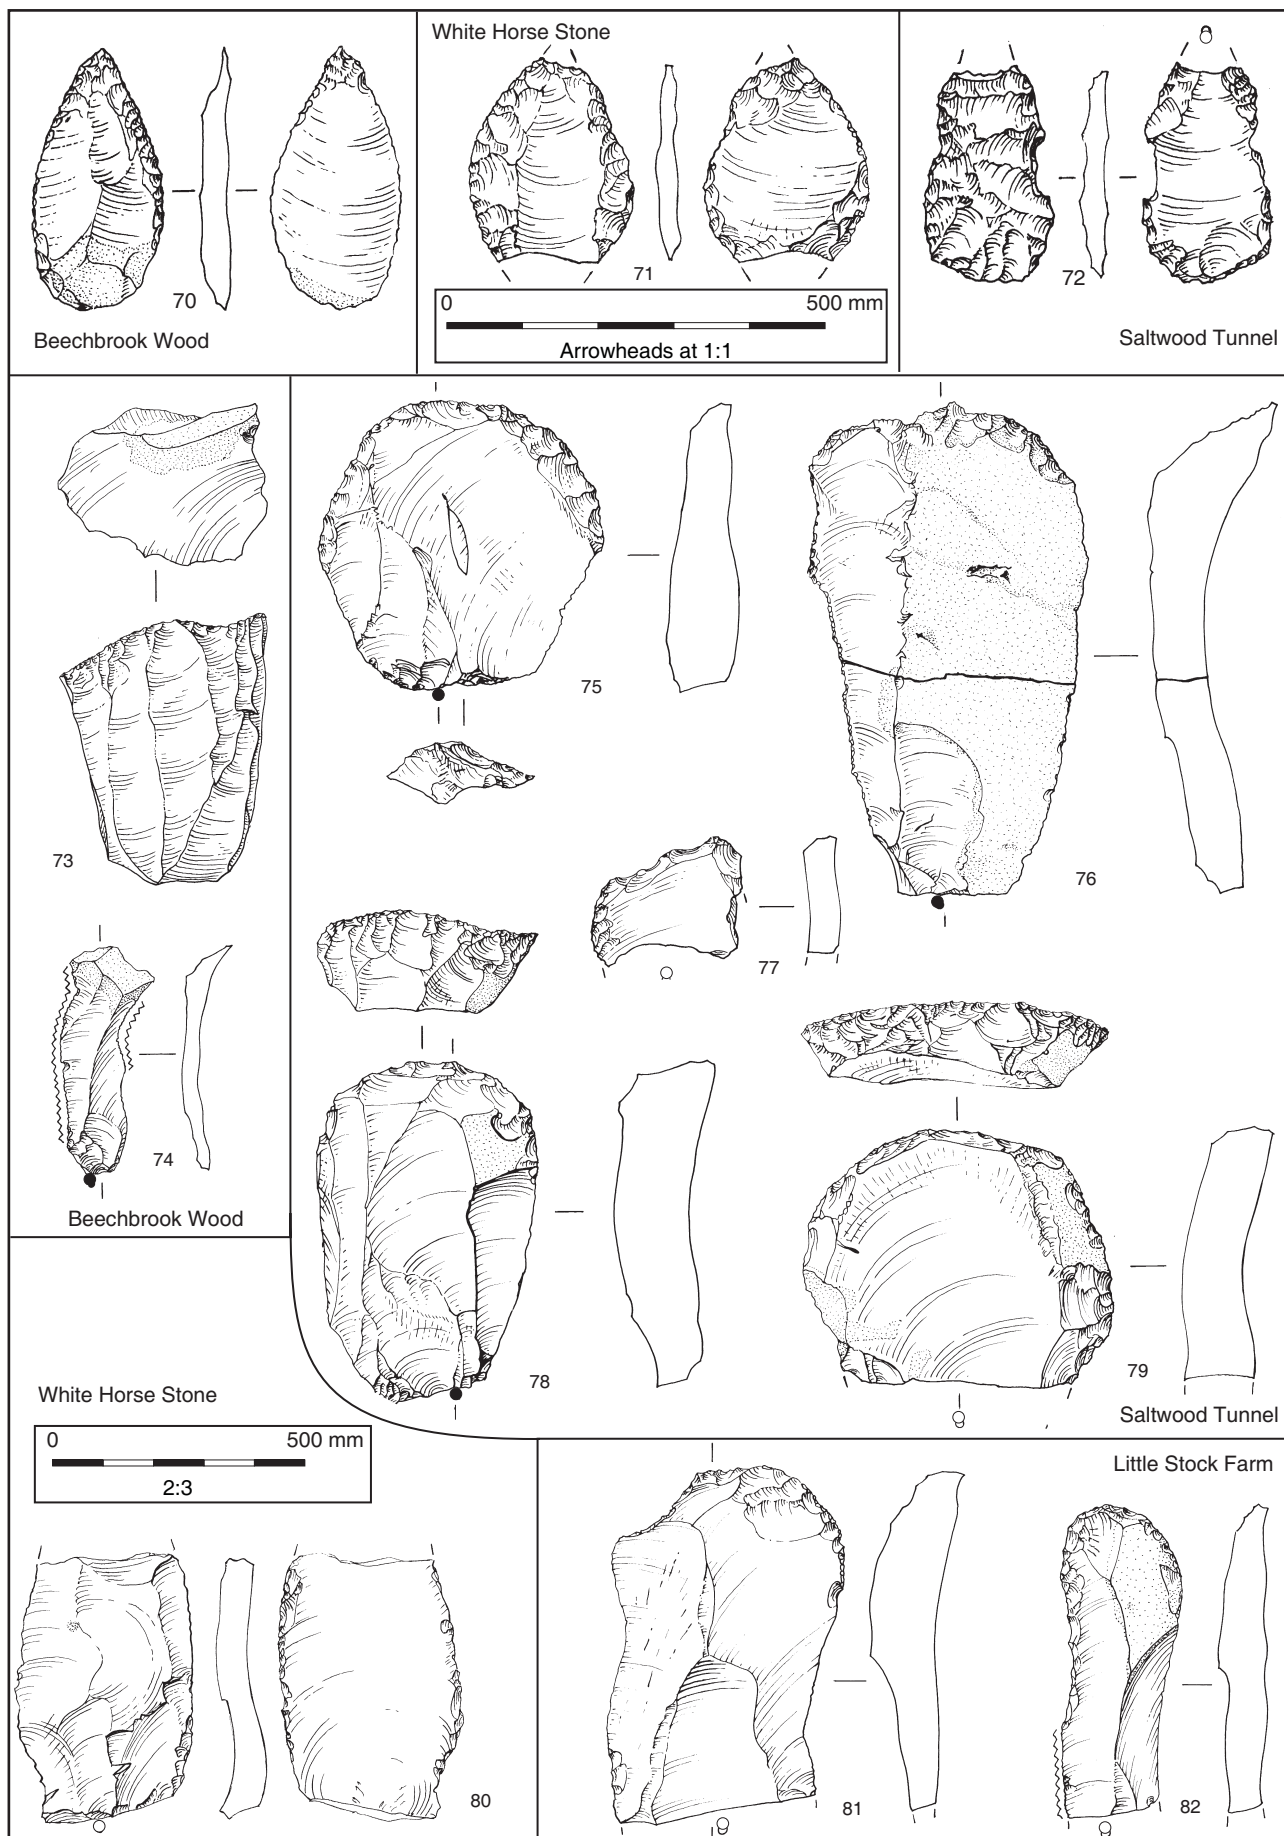 White Horse Stone
70
Beechbrook Wood
71
0 500 mm
Arrowheads at 1:1
72
Saltwood Tunnel
73
74
Beechbrook Wood
75
76
77
78
79
Saltwood Tunnel
White Horse Stone
0 500 mm
2:3
80
Little Stock Farm
81
82